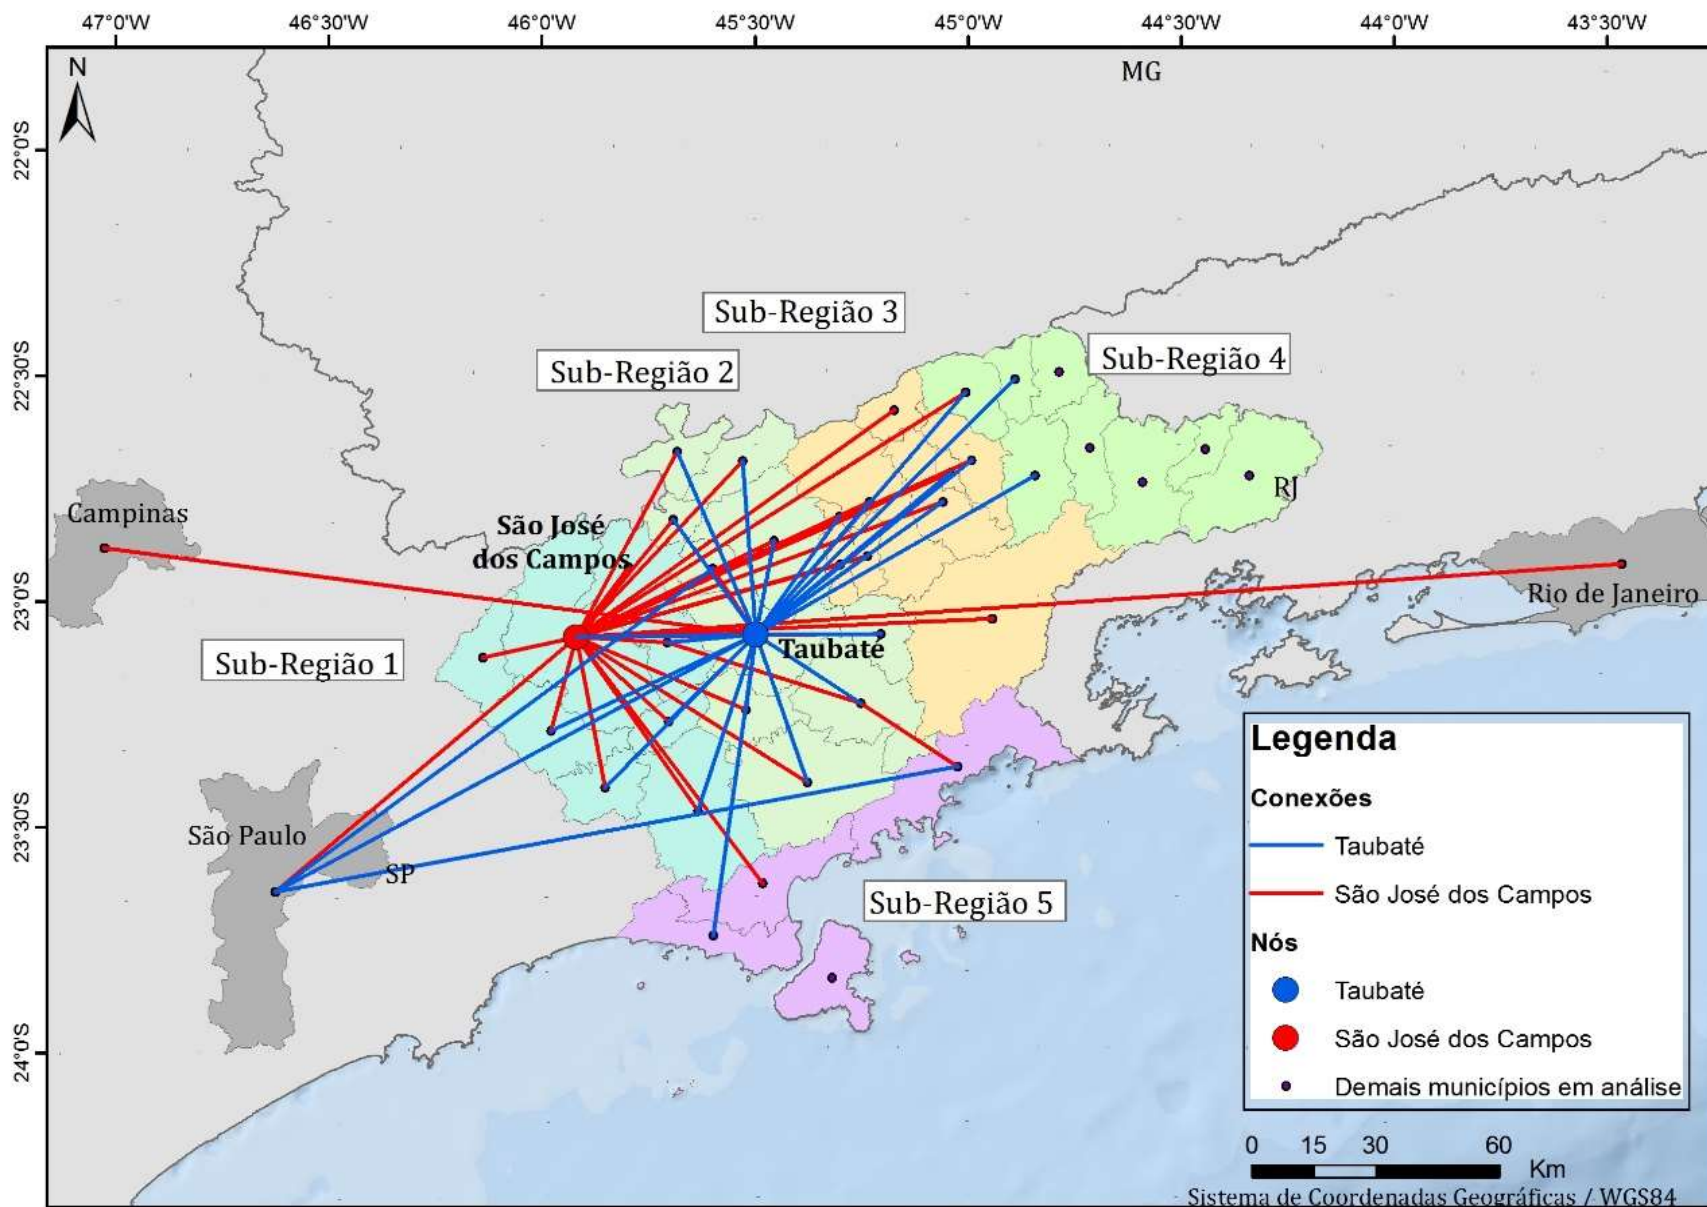 47°0'W 46°30'W 46°0'W 45°30'W 45°0'W 44°30'W 44°0'W 43°30'W
N
MG
22°0'S
Sub-Região 3
Sub-Região 2
Sub-Região 4
22°30'S
Campinas
RJ
São José
dos Campos
23°0'S
Rio de Janeiro
Sub-Região 1
Taubaté
São Paulo
SP
23°30'S
Sub-Região 5
24°0'S
Legenda
Conexões
Taubaté
São José dos Campos
Nós
Taubaté
São José dos Campos
Demais municípios em análise
0 15 30 60
Km
Sistema de Coordenadas Geográficas / WGS84